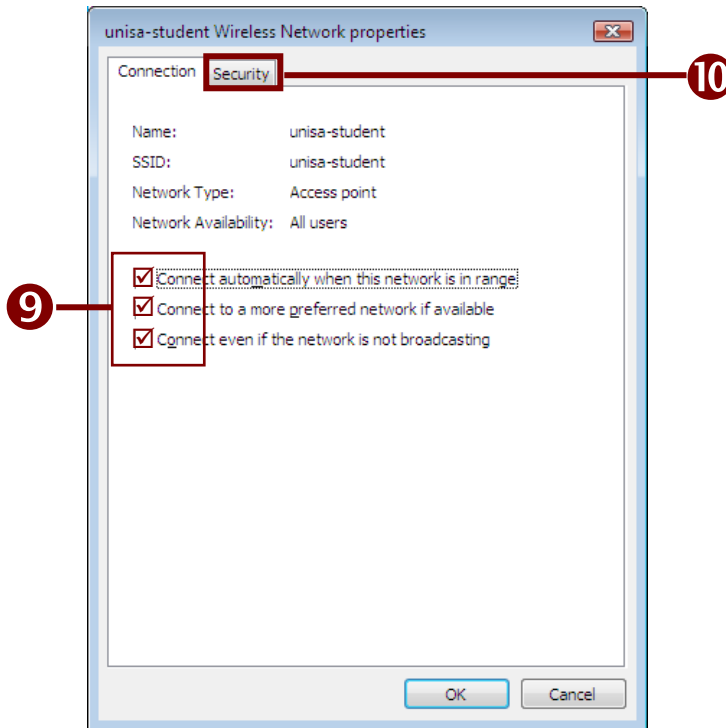 unisa-student Wireless Network properties
Connection Security
10
Name: unisa-student
SSID: unisa-student
Network Type: Access point
Network Availability: All users
9
Connect automatically when this network is in range
Connect to a more preferred network if available
Connect even if the network is not broadcasting
OK Cancel